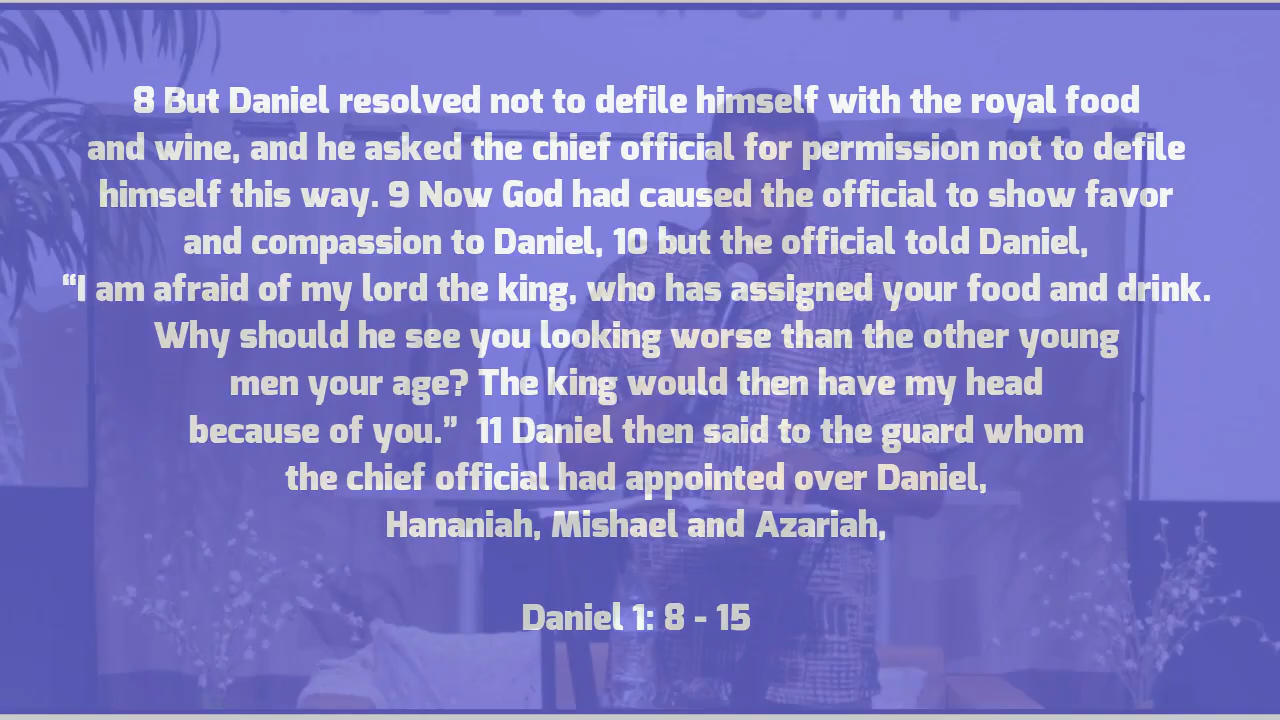 8 But Daniel resolved not to defile himself with the royal food
and wine, and he asked the chief official for permission not to defile
himself this way. 9 Now God had caused the official to show favor
and compassion to Daniel, 10 but the official told Daniel,
“I am afraid of my lord the king, who has assigned your food and drink.
Why should he see you looking worse than the other young
men your age? The king would then have my head
because of you.”  11 Daniel then said to the guard whom
the chief official had appointed over Daniel,
Hananiah, Mishael and Azariah,
Daniel 1: 8 - 15